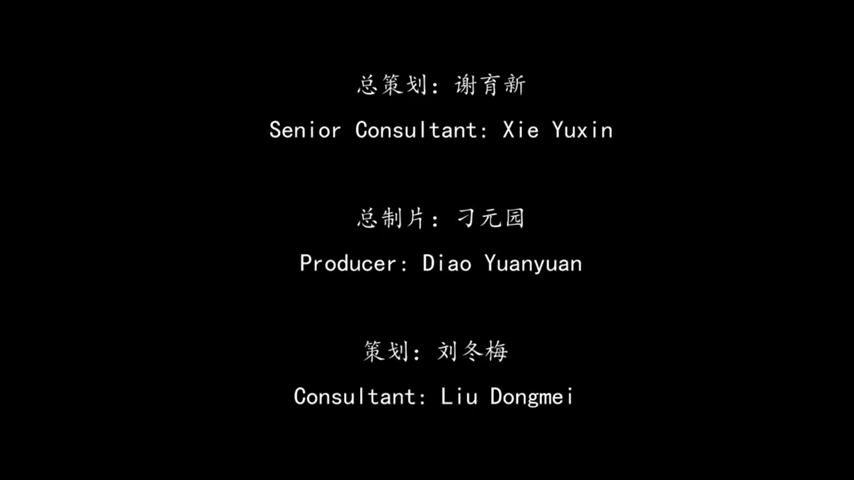 总策划：谢育新
Senior Consultant: Xie Yuxin
总制片：刁元园
Producer: Diao Yuanyuan
策划：刘冬梅
Consultant: Liu Dongmei